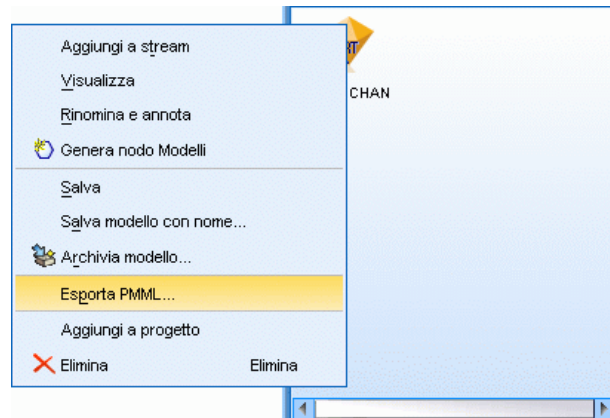 Aggiungi a stream
Visualizza
Rinomina e annota
Genera nodo Modelli
Salva
Salva modello con nome...
Archivia modello...
Esporta PMML...
Aggiungi a progetto
Elimina Elimina
RT
CHAN